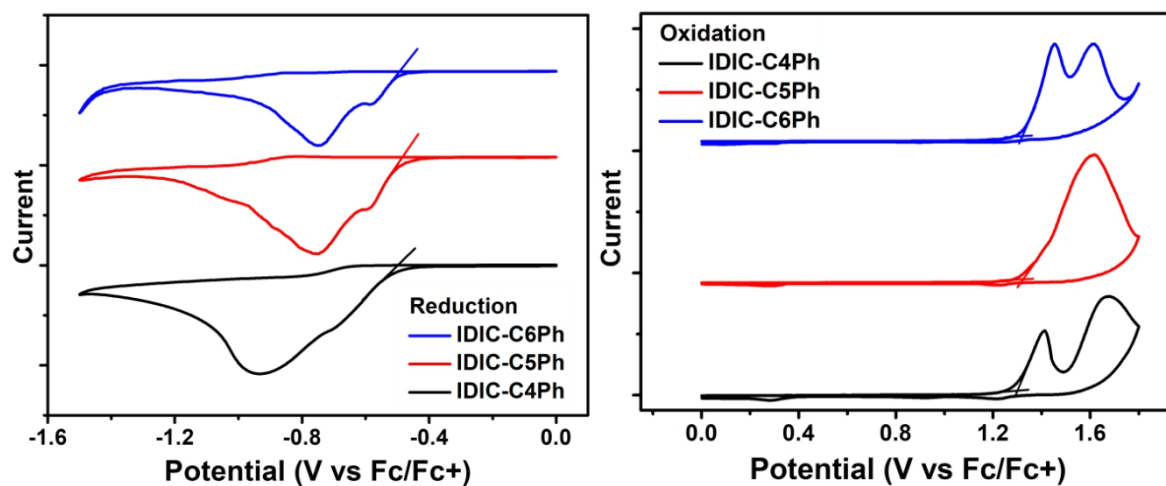 Current
Reduction
IDIC-C6Ph
IDIC-C5Ph
IDIC-C4Ph
-1.6 -1.2 -0.8 -0.4 0.0
Potential (V vs Fc/Fc+)
Current
Oxidation
IDIC-C4Ph
IDIC-C5Ph
IDIC-C6Ph
0.0 0.4 0.8 1.2 1.6
Potential (V vs Fc/Fc+)